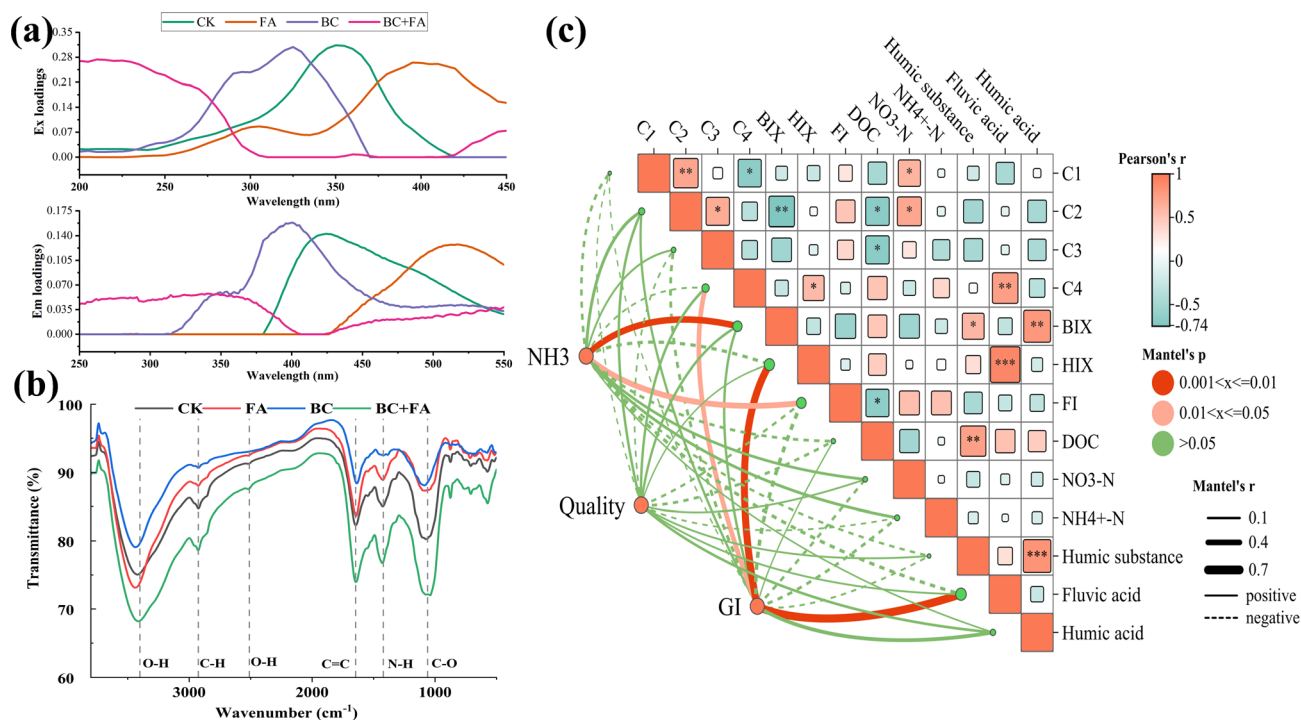 (a)
CK FA BC BC+FA
Ex loadings
0.35
0.28
0.21
0.14
0.07
0.00
200 250 300 350 400 450
Wavelength (nm)
Em loadings
0.175
0.140
0.105
0.070
0.035
0.000
250 300 350 400 450 500 550
Wavelength (nm)
(b)
CK FA BC BC+FA
Transmittance (%)
100
90
80
70
60
O-H C-H O-H C=C N-H C-O
3000 2000 1000
Wavenumber (cm-1)
(c)
C1 C2 C3 C4 BIX HIX FI DOC NO3-N NH4+-N Humic substance Fluvic acid Humic acid
** * * C1
* ** * * C2
* C3
* ** C4
* ** BIX
*** HIX
* FI
** DOC
NO3-N
NH4+-N
*** Humic substance
Fluvic acid
Humic acid
NH3
Quality
GI
Pearson's r
1
0.5
0
-0.5
-0.74
Mantel's p
0.001<x<=0.01
0.01<x<=0.05
>0.05
Mantel's r
0.1
0.4
0.7
positive
negative